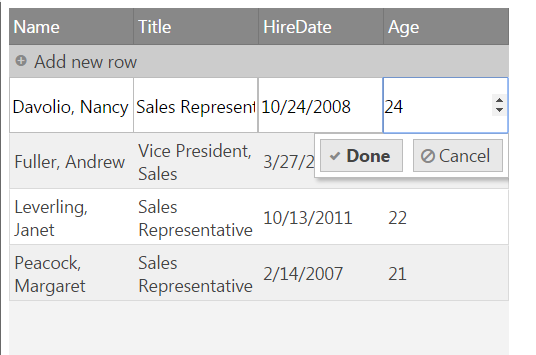 Name Title HireDate Age
Add new row
Davolio, Nancy Sales Represent 10/24/2008 24
Done Cancel
Fuller, Andrew Vice President, Sales 3/27/2
Leverling, Janet Sales Representative 10/13/2011 22
Peacock, Margaret Sales Representative 2/14/2007 21